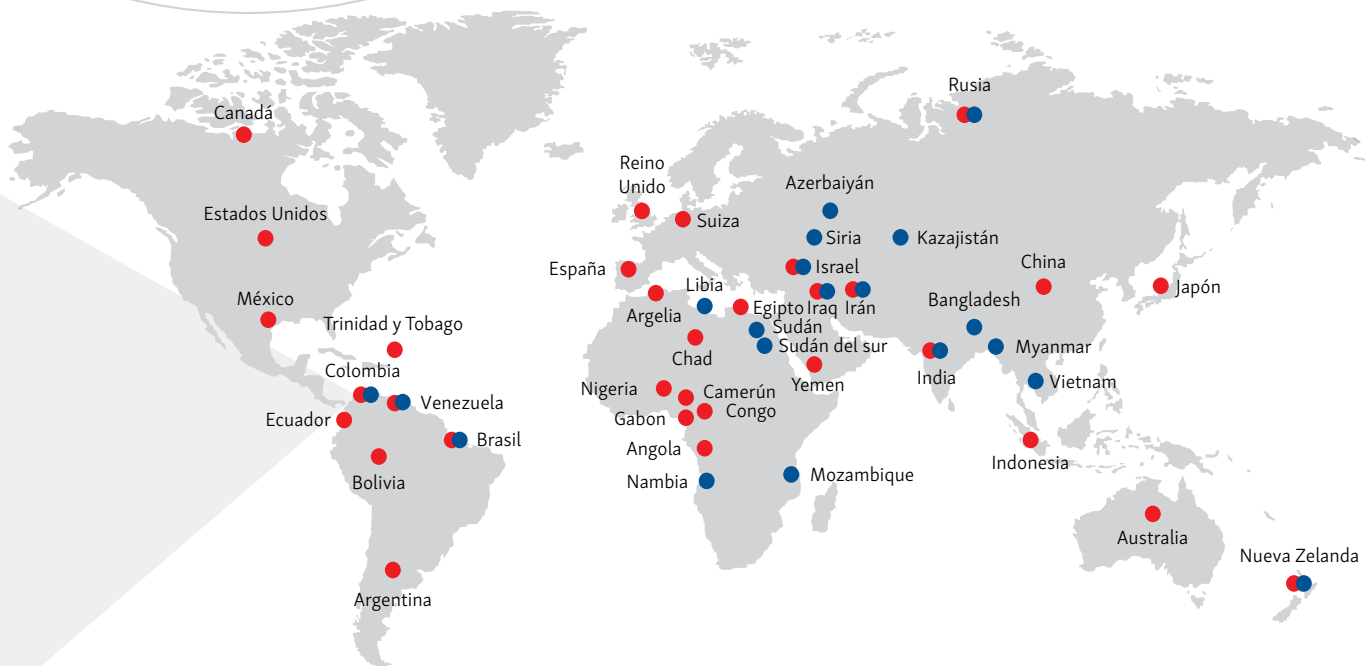 Canadá
Estados Unidos
México
Trinidad y Tobago
Colombia
Venezuela
Ecuador
Brasil
Bolivia
Argentina
Reino
Unido
Suiza
España
Argelia
Libia
Egipto
Chad
Sudán
Sudán del sur
Nigeria
Camerún
Gabon
Congo
Angola
Nambia
Mozambique
Rusia
Azerbaiyán
Siria
Kazajistán
Israel
Iraq
Irán
Yemen
China
Japón
Bangladesh
India
Myanmar
Vietnam
Indonesia
Australia
Nueva Zelanda